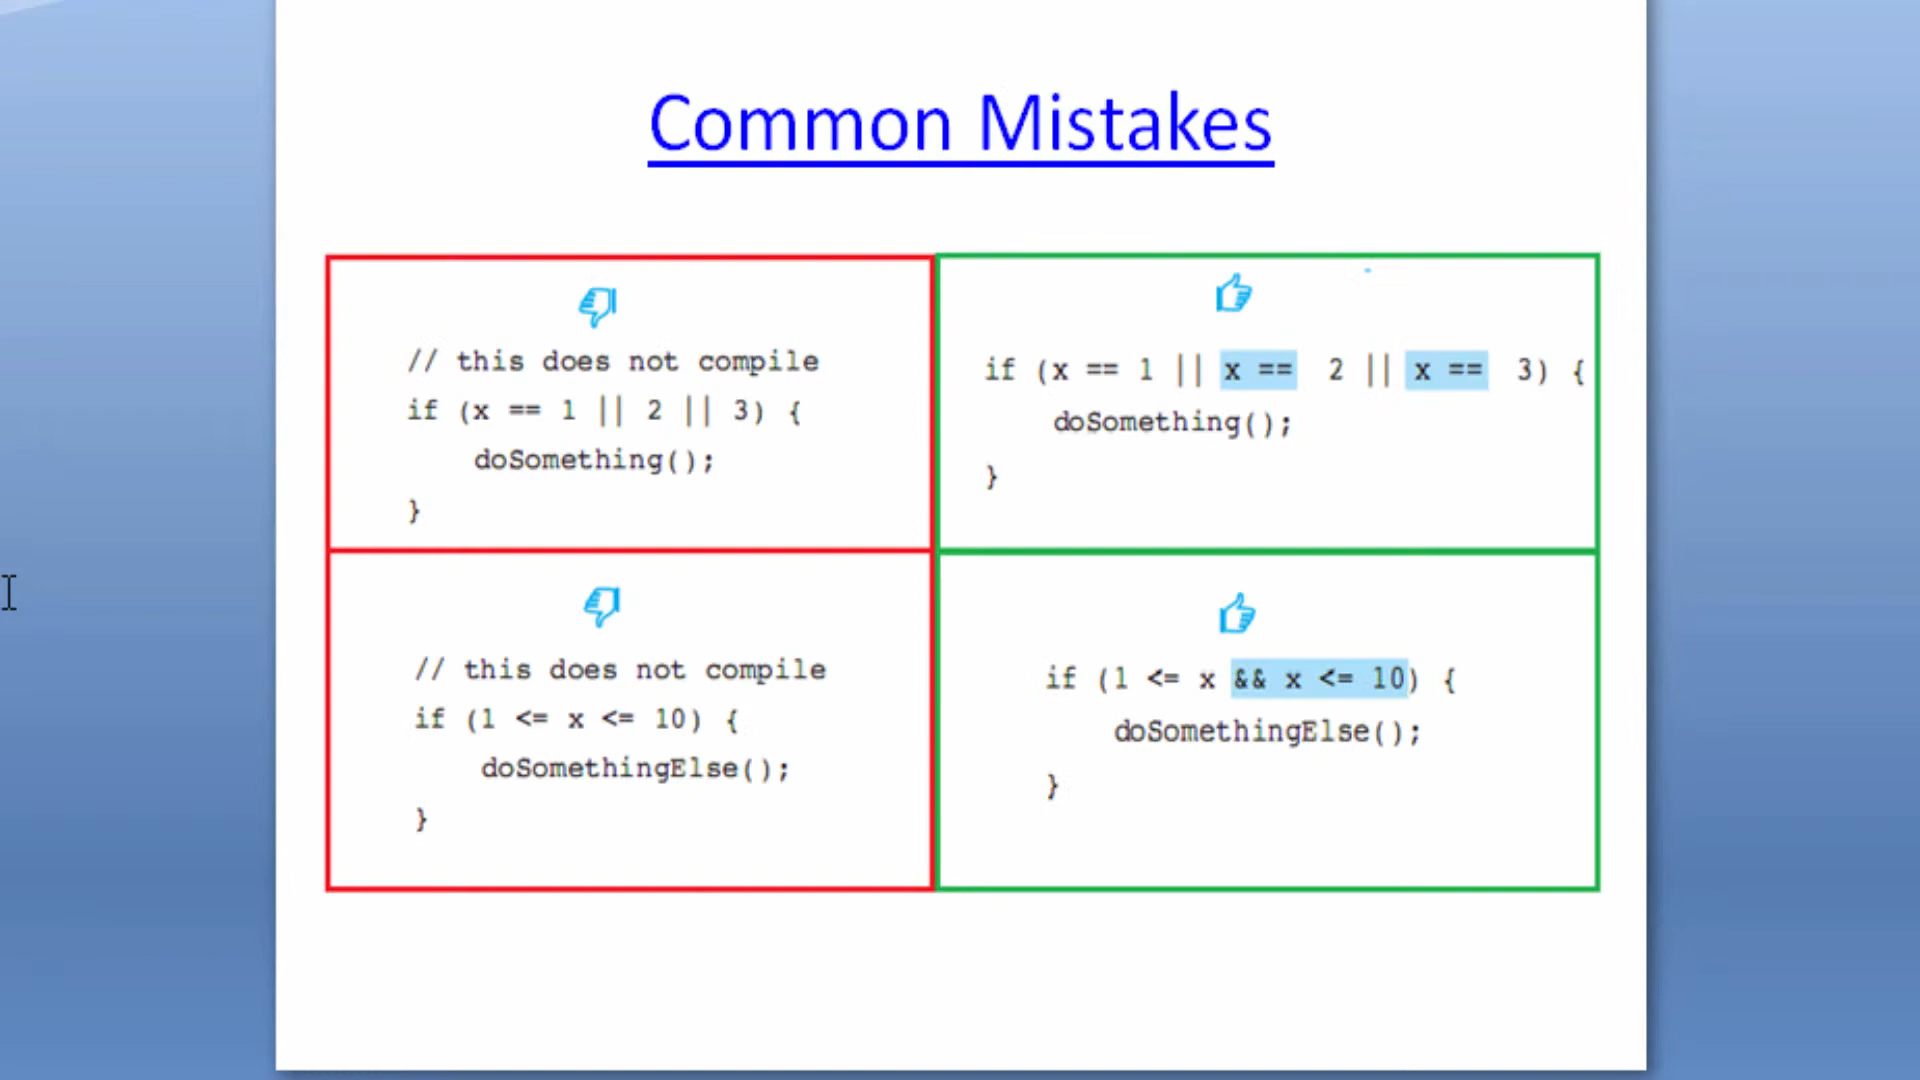 Common Mistakes
// this does not compile
if (x == 1 || 2 || 3) {
doSomething();
}
if (x == 1 || x == 2 || x == 3) {
doSomething();
}
// this does not compile
if (1 <= x <= 10) {
doSomethingElse();
}
if (1 <= x && x <= 10) {
doSomethingElse();
}